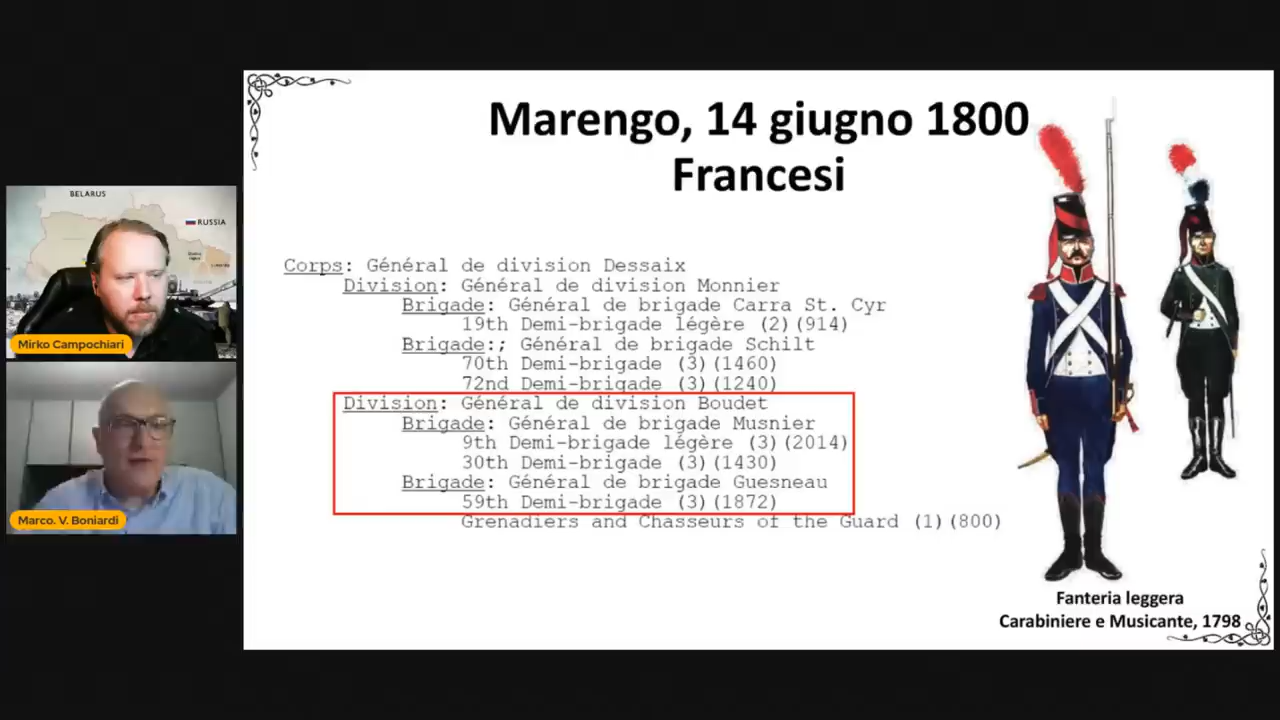 Marengo, 14 giugno 1800
Francesi
Corps: Général de division Dessaix
Division: Général de division Monnier
Brigade: Général de brigade Carra St. Cyr
19th Demi-brigade légère (2)(914)
Brigade:; Général de brigade Schilt
70th Demi-brigade (3)(1460)
72nd Demi-brigade (3)(1240)
Division: Général de division Boudet
Brigade: Général de brigade Musnier
9th Demi-brigade légère (3)(2014)
30th Demi-brigade (3)(1430)
Brigade: Général de brigade Guesneau
59th Demi-brigade (3)(1872)
Grenadiers and Chasseurs of the Guard (1)(800)
Fanteria leggera
Carabiniere e Musicante, 1798
BELARUS
RUSSIA
Mirko Campochiari
Marco. V. Boniardi